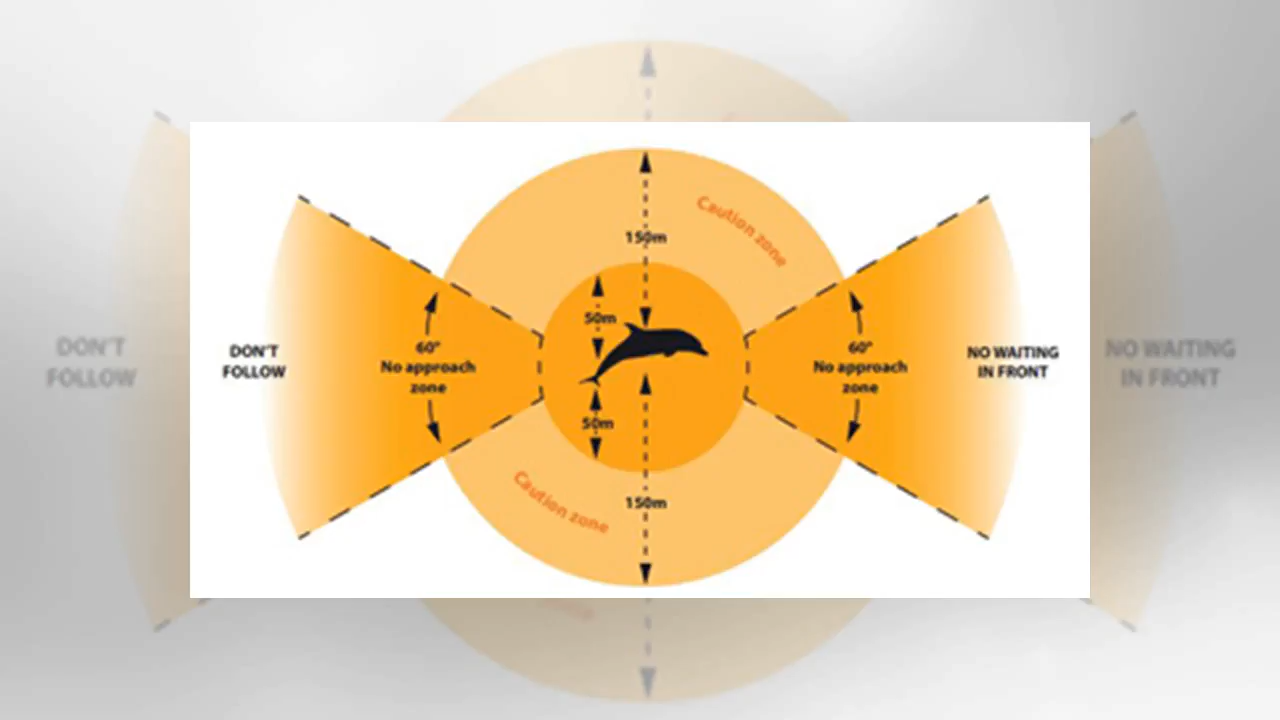 Caution zone
150m
50m
DON'T
FOLLOW
60°
No approach
zone
60°
No approach
zone
NO WAITING
IN FRONT
50m
150m
Caution zone
DON'T
FOLLOW
NO WAITING
IN FRONT